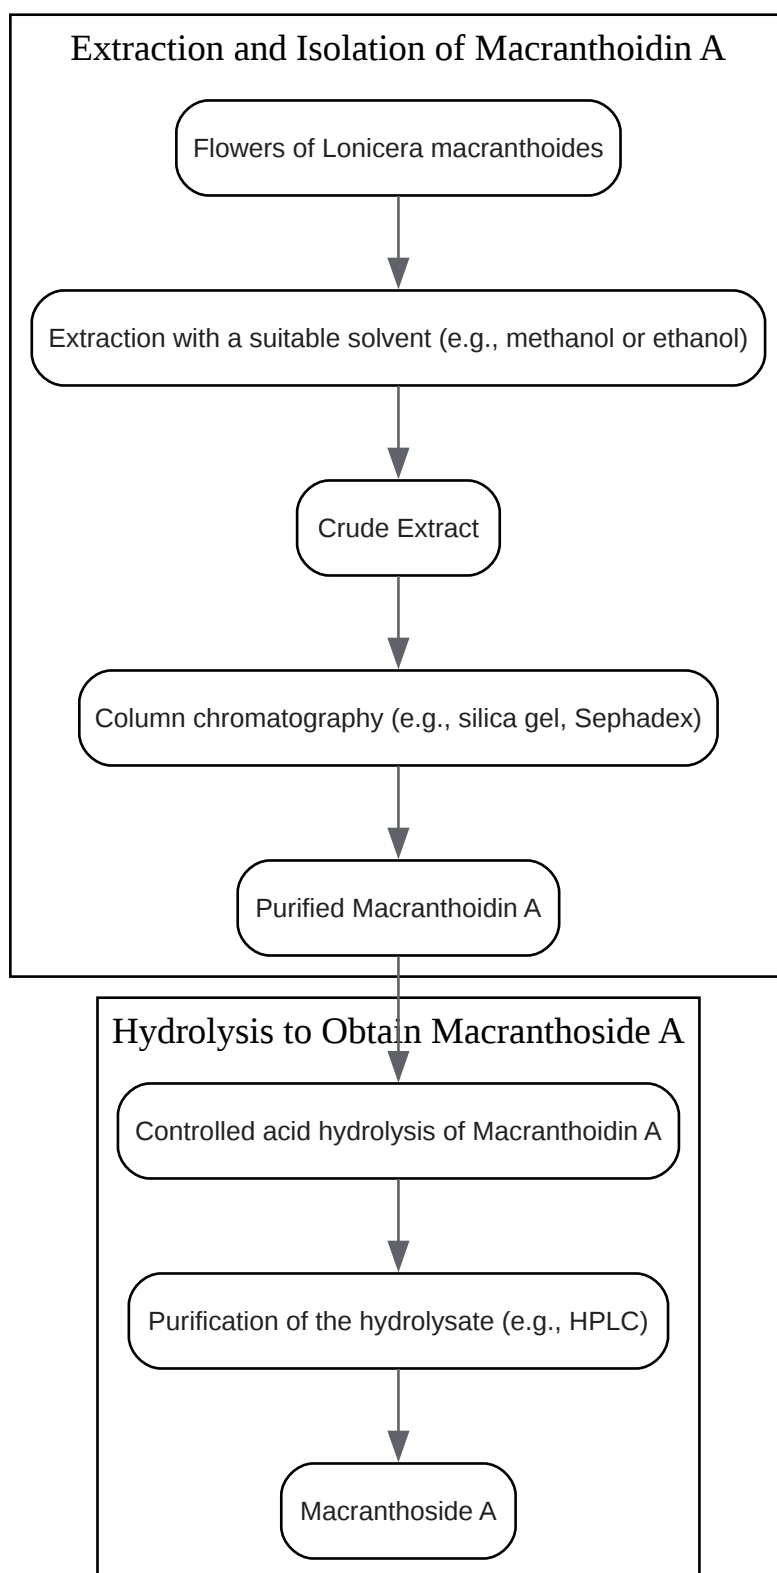 Extraction and Isolation of Macranthoidin A
Flowers of Lonicera macranthoides
Extraction with a suitable solvent (e.g., methanol or ethanol)
Crude Extract
Column chromatography (e.g., silica gel, Sephadex)
Purified Macranthoidin A
Hydrolysis to Obtain Macranthoside A
Controlled acid hydrolysis of Macranthoidin A
Purification of the hydrolysate (e.g., HPLC)
Macranthoside A